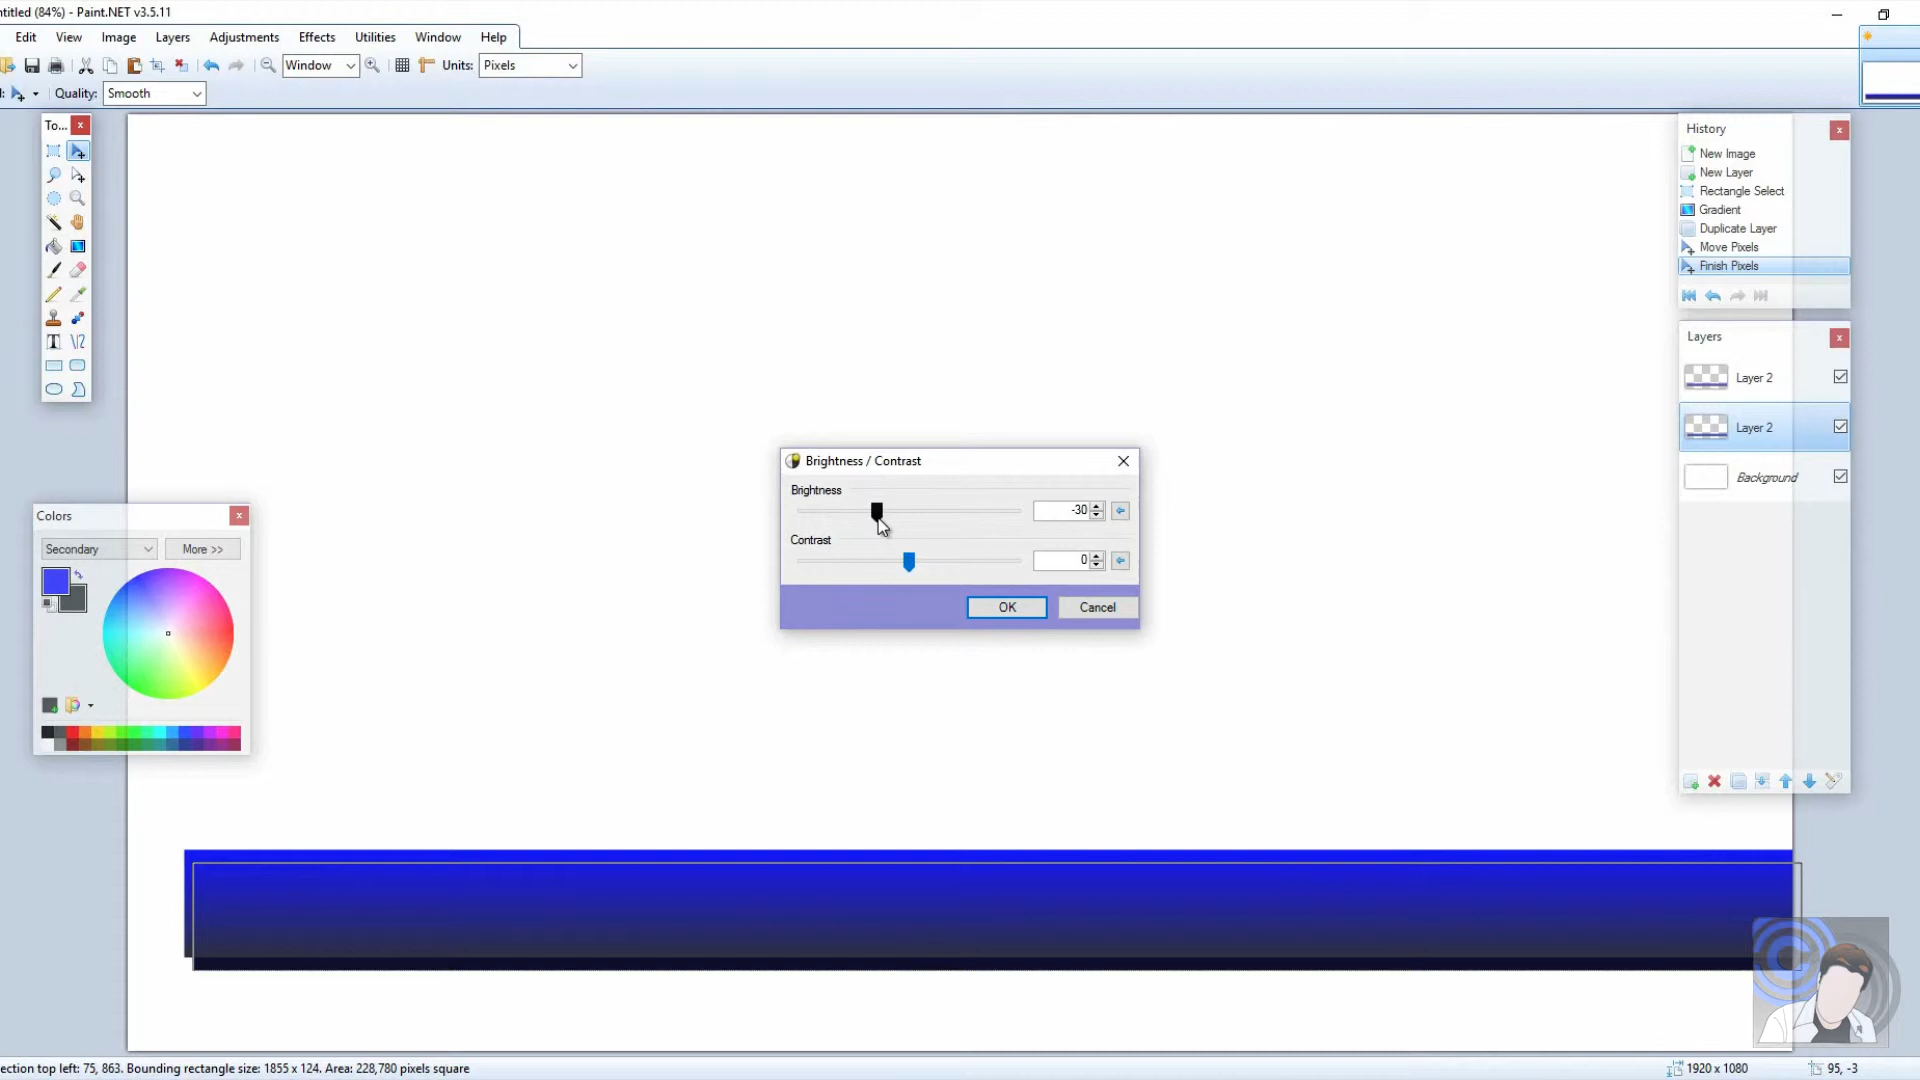 ntitled (84%) - Paint.NET v3.5.11
Edit View Image Layers Adjustments Effects Utilities Window Help
Window Units: Pixels
Quality: Smooth
To...
History
New Image
New Layer
Rectangle Select
Gradient
Duplicate Layer
Move Pixels
Finish Pixels
Layers
Layer 2
Layer 2
Background
Brightness / Contrast
Brightness
-30
Contrast
0
OK Cancel
Colors
Secondary More >>
ection top left: 75, 863. Bounding rectangle size: 1855 x 124. Area: 228,780 pixels square 1920 x 1080 95, -3